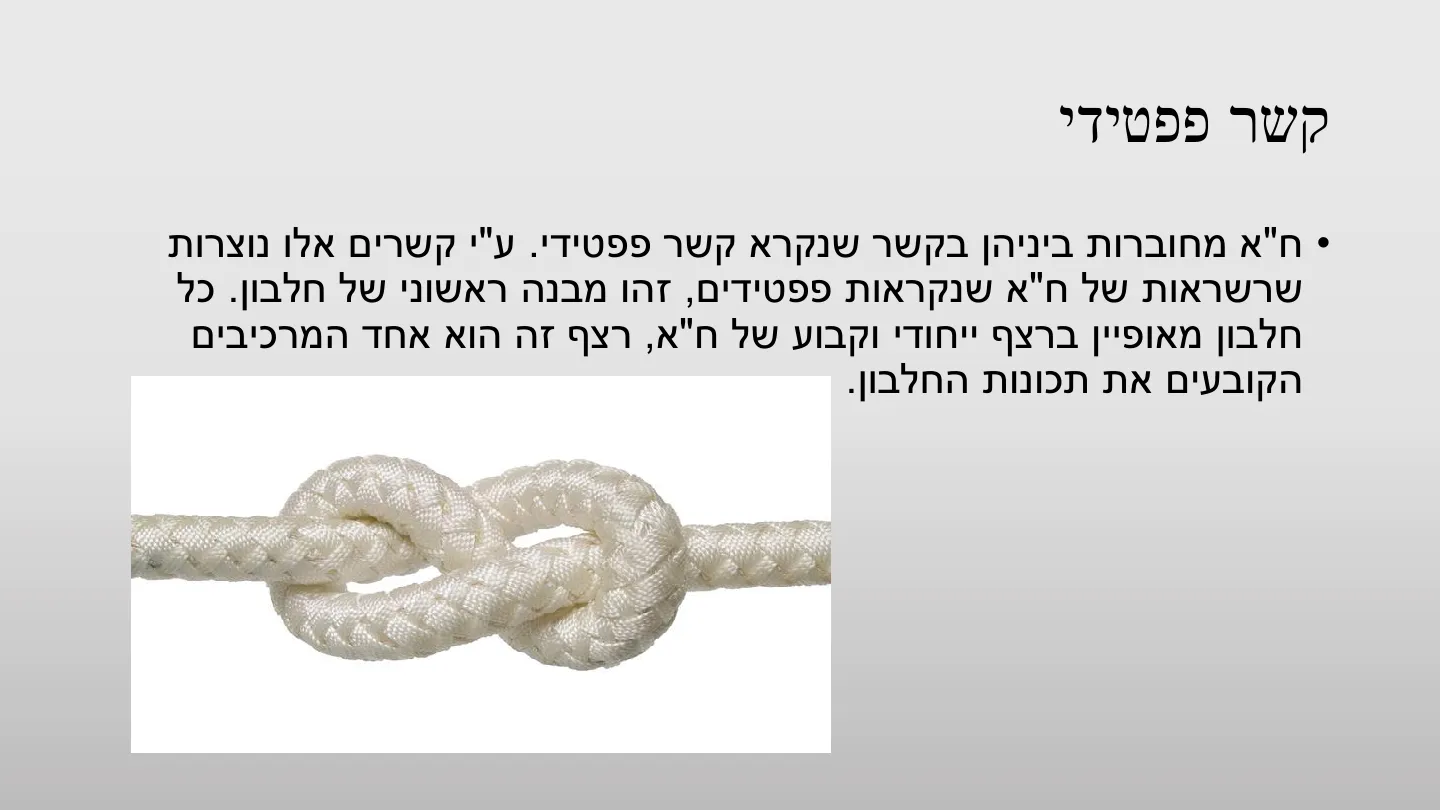 קשר פפטידי
• ח"א מחוברות ביניהן בקשר שנקרא קשר פפטידי. ע"י קשרים אלו נוצרות
שרשראות של ח"א שנקראות פפטידים, זהו מבנה ראשוני של חלבון. כל
חלבון מאופיין ברצף ייחודי וקבוע של ח"א, רצף זה הוא אחד המרכיבים
הקובעים את תכונות החלבון.